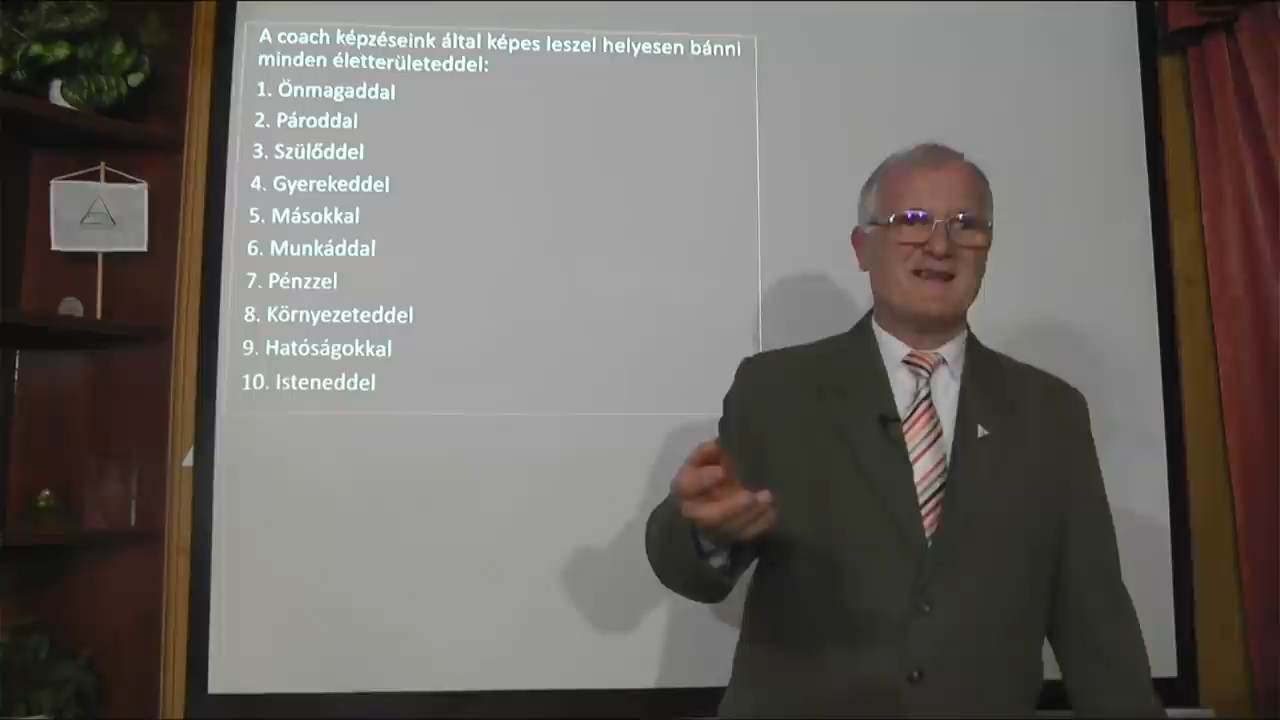 A coach képzéseink által képes leszel helyesen bánni
minden életterületeddel:
1. Önmagaddal
2. Pároddal
3. Szülőddel
4. Gyerekeddel
5. Másokkal
6. Munkáddal
7. Pénzzel
8. Környezeteddel
9. Hatóságokkal
10. Isteneddel